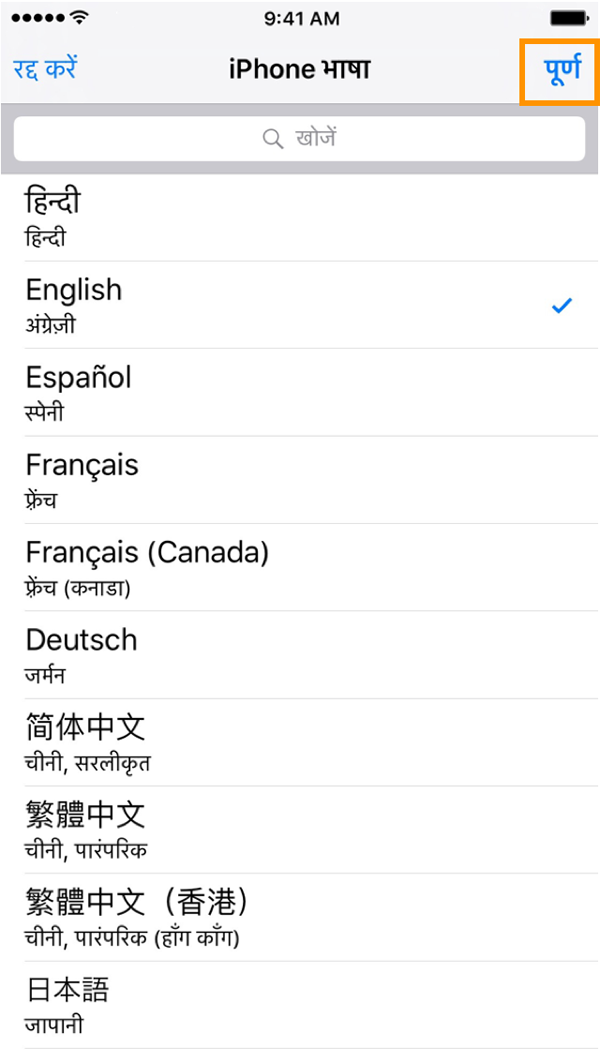 9:41 AM
रद्द करें iPhone भाषा पूर्ण
खोजें
हिन्दी
हिन्दी
English
अंग्रेज़ी
Español
स्पेनी
Français
फ़्रेंच
Français (Canada)
फ़्रेंच (कनाडा)
Deutsch
जर्मन
简体中文
चीनी, सरलीकृत
繁體中文
चीनी, पारंपरिक
繁體中文（香港）
चीनी, पारंपरिक (हाँग काँग)
日本語
जापानी